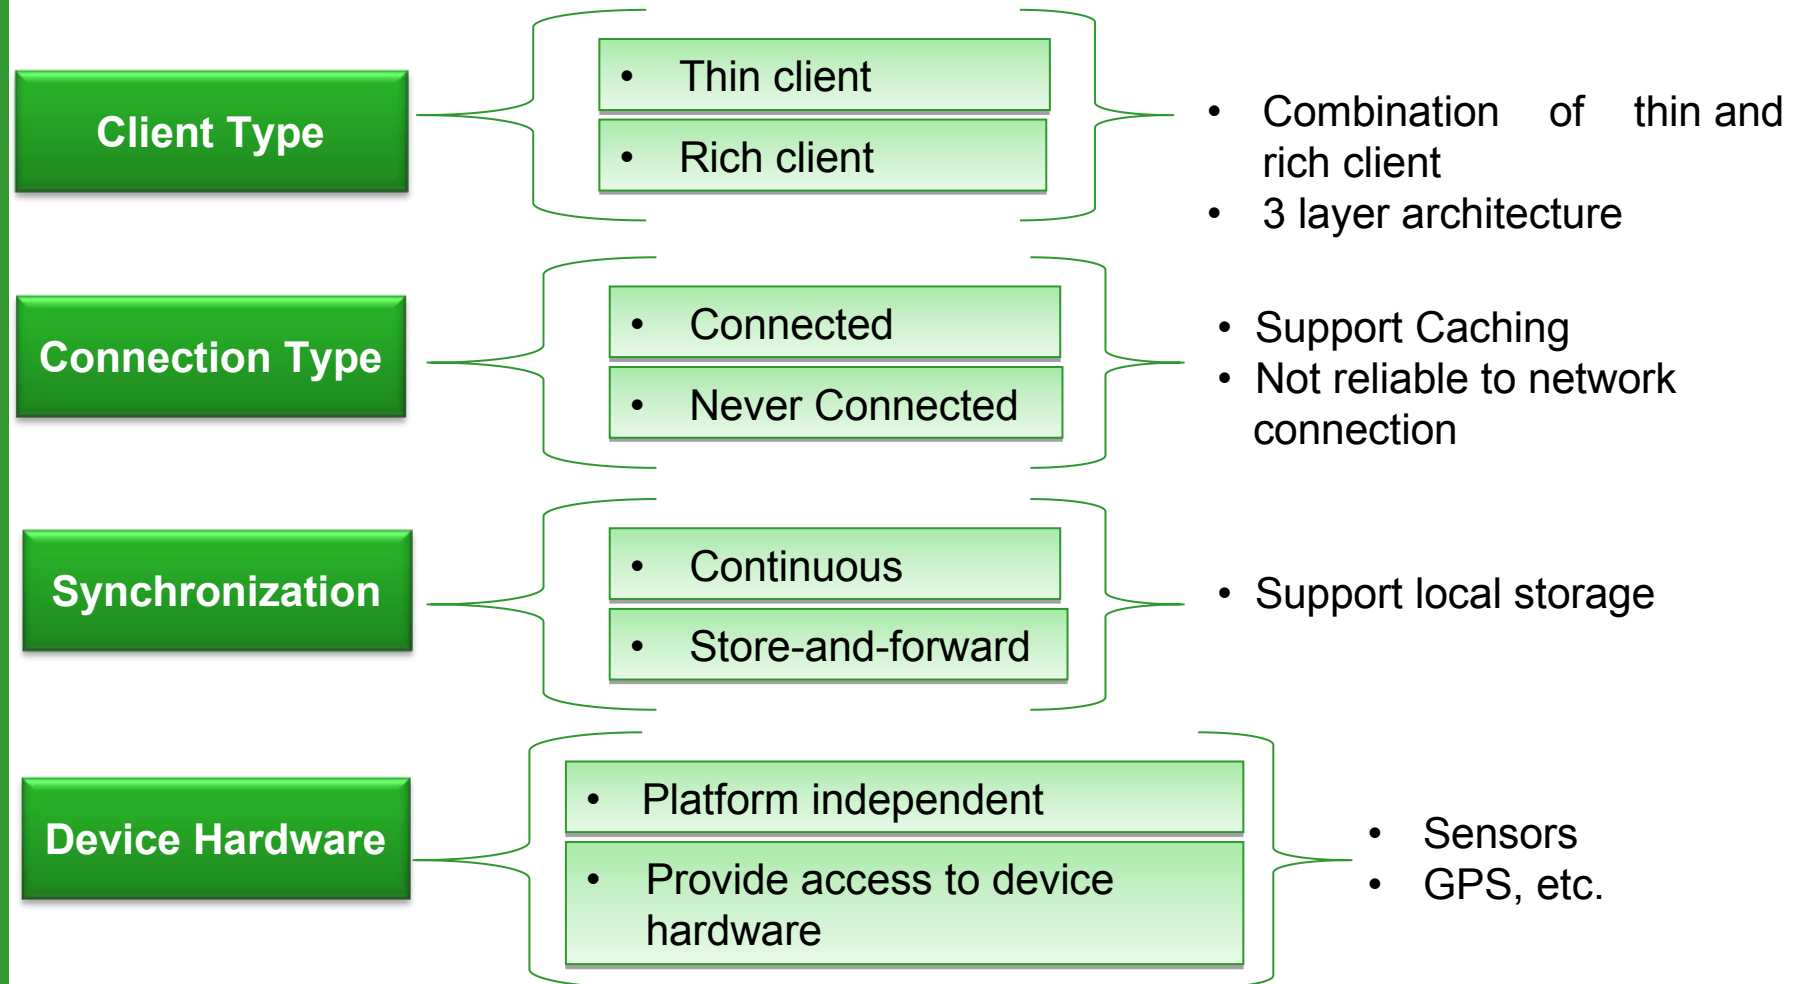 Client Type
• Thin client
• Rich client
• Combination of thin and
rich client
• 3 layer architecture
Connection Type
• Connected
• Never Connected
• Support Caching
• Not reliable to network
connection
Synchronization
• Continuous
• Store-and-forward
• Support local storage
Device Hardware
• Platform independent
• Provide access to device
hardware
• Sensors
• GPS, etc.